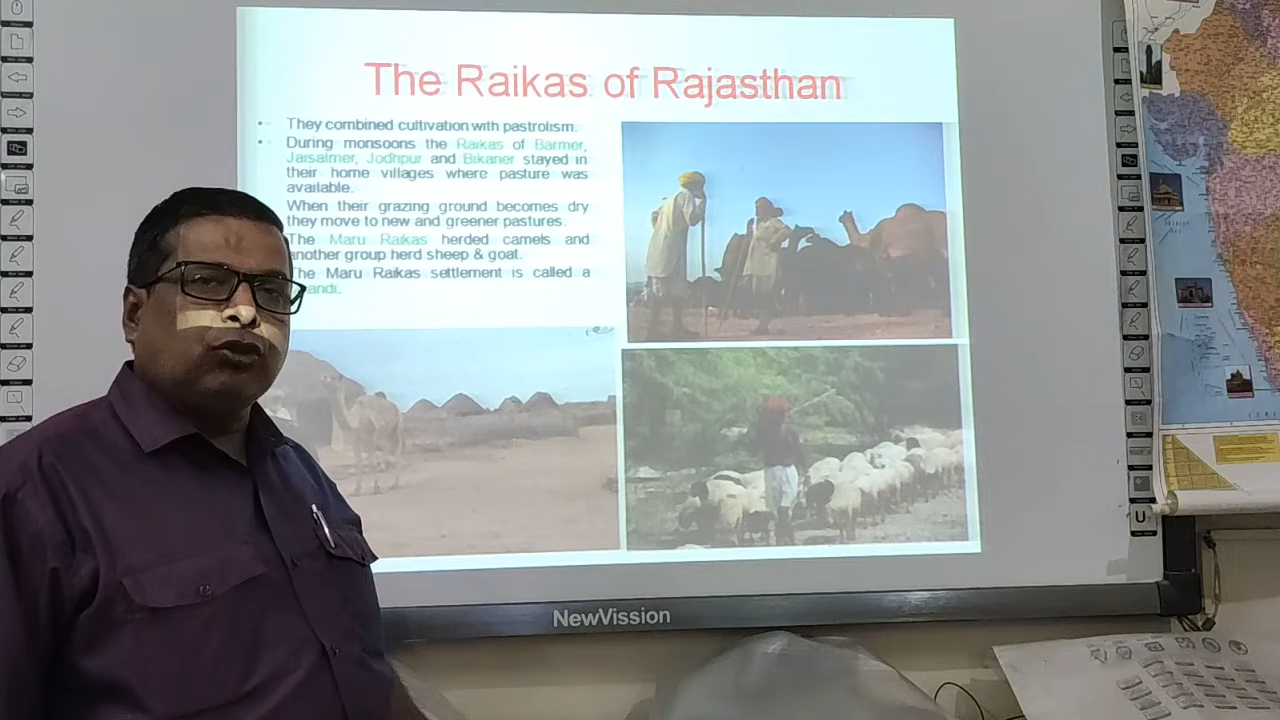 The Raikas of Rajasthan
• They combined cultivation with pastrolism.
• During monsoons the Raikas of Barmer,
Jaisalmer, Jodhpur and Bikaner stayed in
their home villages where pasture was
available.
When their grazing ground becomes dry
they move to new and greener pastures.
The Maru Raikas herded camels and
another group herd sheep & goat.
The Maru Raikas settlement is called a
NewVission